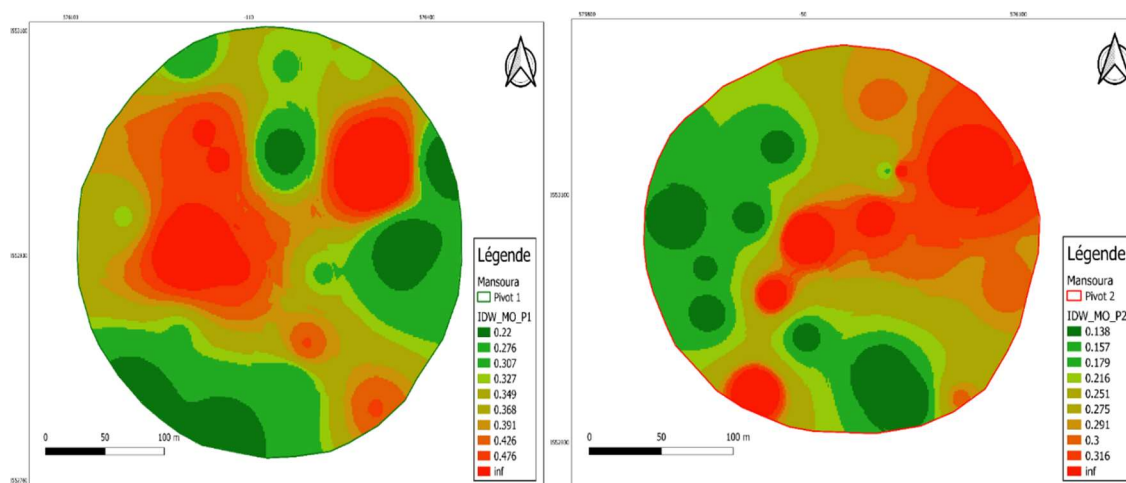 Légende
Mansoura
Pivot 1
IDW_MO_P1
0.22
0.276
0.307
0.327
0.349
0.368
0.391
0.426
0.476
inf
0 50 100 m
Légende
Mansoura
Pivot 2
IDW_MO_P2
0.138
0.157
0.179
0.216
0.251
0.275
0.291
0.3
0.316
inf
0 50 100 m